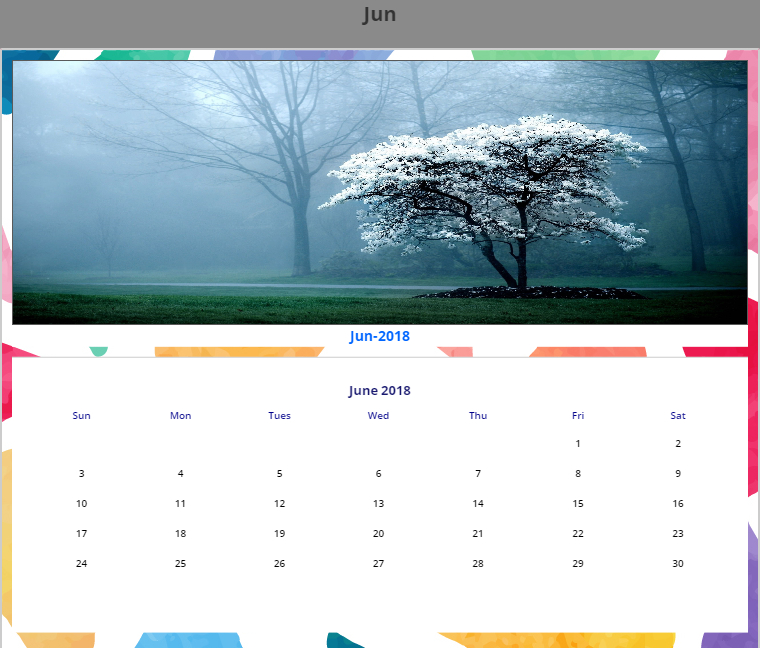 Jun
Jun-2018
June 2018
Sun Mon Tues Wed Thu Fri Sat
1 2
3 4 5 6 7 8 9
10 11 12 13 14 15 16
17 18 19 20 21 22 23
24 25 26 27 28 29 30